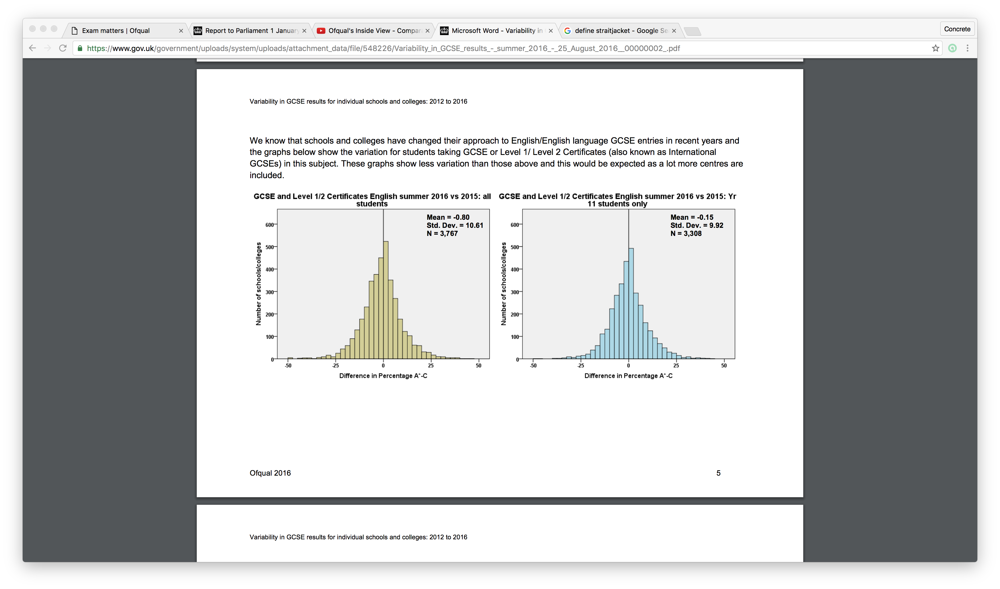 Exam matters | Ofqual
Report to Parliament 1 January
Ofqual's Inside View - Compar
Microsoft Word - Variability in
define straitjacket - Google Se
Concrete
https://www.gov.uk/government/uploads/system/uploads/attachment_data/file/548226/Variability_in_GCSE_results_-_summer_2016_-_25_August_2016__00000002_.pdf
Variability in GCSE results for individual schools and colleges: 2012 to 2016
We know that schools and colleges have changed their approach to English/English language GCSE entries in recent years and
the graphs below show the variation for students taking GCSE or Level 1/ Level 2 Certificates (also known as International
GCSEs) in this subject. These graphs show less variation than those above and this would be expected as a lot more centres are
included.
GCSE and Level 1/2 Certificates English summer 2016 vs 2015: all
students
Mean = -0.80
Std. Dev. = 10.61
N = 3,767
Number of schools/colleges
600
500
400
300
200
100
0
-50 -25 0 25 50
Difference in Percentage A*-C
GCSE and Level 1/2 Certificates English summer 2016 vs 2015: Yr
11 students only
Mean = -0.15
Std. Dev. = 9.92
N = 3,308
Number of schools/colleges
600
500
400
300
200
100
0
-50 -25 0 25 50
Difference in Percentage A*-C
Ofqual 2016 5
Variability in GCSE results for individual schools and colleges: 2012 to 2016